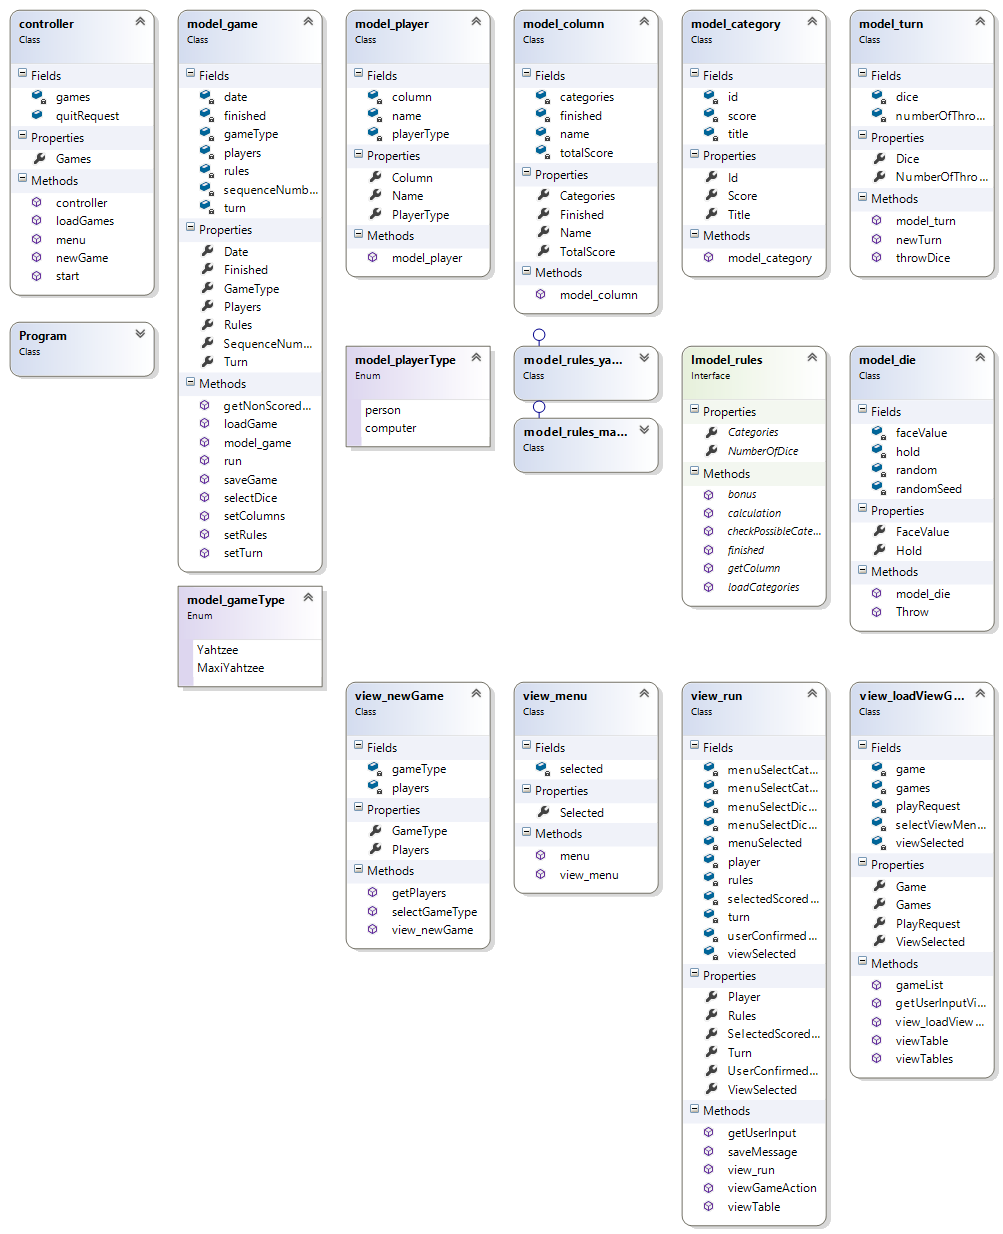 controller
Class
Fields
games
quitRequest
Properties
Games
Methods
controller
loadGames
menu
newGame
start
model_game
Class
Fields
date
finished
gameType
players
rules
sequenceNumb...
turn
Properties
Date
Finished
GameType
Players
Rules
SequenceNum...
Turn
Methods
getNonScored...
loadGame
model_game
run
saveGame
selectDice
setColumns
setRules
setTurn
model_player
Class
Fields
column
name
playerType
Properties
Column
Name
PlayerType
Methods
model_player
model_column
Class
Fields
categories
finished
name
totalScore
Properties
Categories
Finished
Name
TotalScore
Methods
model_column
model_category
Class
Fields
id
score
title
Properties
Id
Score
Title
Methods
model_category
model_turn
Class
Fields
dice
numberOfThro...
Properties
Dice
NumberOfThro...
Methods
model_turn
newTurn
throwDice
Program
Class
model_playerType
Enum
person
computer
model_rules_ya...
Class
model_rules_ma...
Class
Imodel_rules
Interface
Properties
Categories
NumberOfDice
Methods
bonus
calculation
checkPossibleCate...
finished
getColumn
loadCategories
model_die
Class
Fields
faceValue
hold
random
randomSeed
Properties
FaceValue
Hold
Methods
model_die
Throw
model_gameType
Enum
Yahtzee
MaxiYahtzee
view_newGame
Class
Fields
gameType
players
Properties
GameType
Players
Methods
getPlayers
selectGameType
view_newGame
view_menu
Class
Fields
selected
Properties
Selected
Methods
menu
view_menu
view_run
Class
Fields
menuSelectCat...
menuSelectCat...
menuSelectDic...
menuSelectDic...
menuSelected
player
rules
selectedScored...
turn
userConfirmed...
viewSelected
Properties
Player
Rules
SelectedScored...
Turn
UserConfirmed...
ViewSelected
Methods
getUserInput
saveMessage
view_run
viewGameAction
viewTable
view_loadViewG...
Class
Fields
game
games
playRequest
selectViewMen...
viewSelected
Properties
Game
Games
PlayRequest
ViewSelected
Methods
gameList
getUserInputVi...
view_loadView ...
viewTable
viewTables